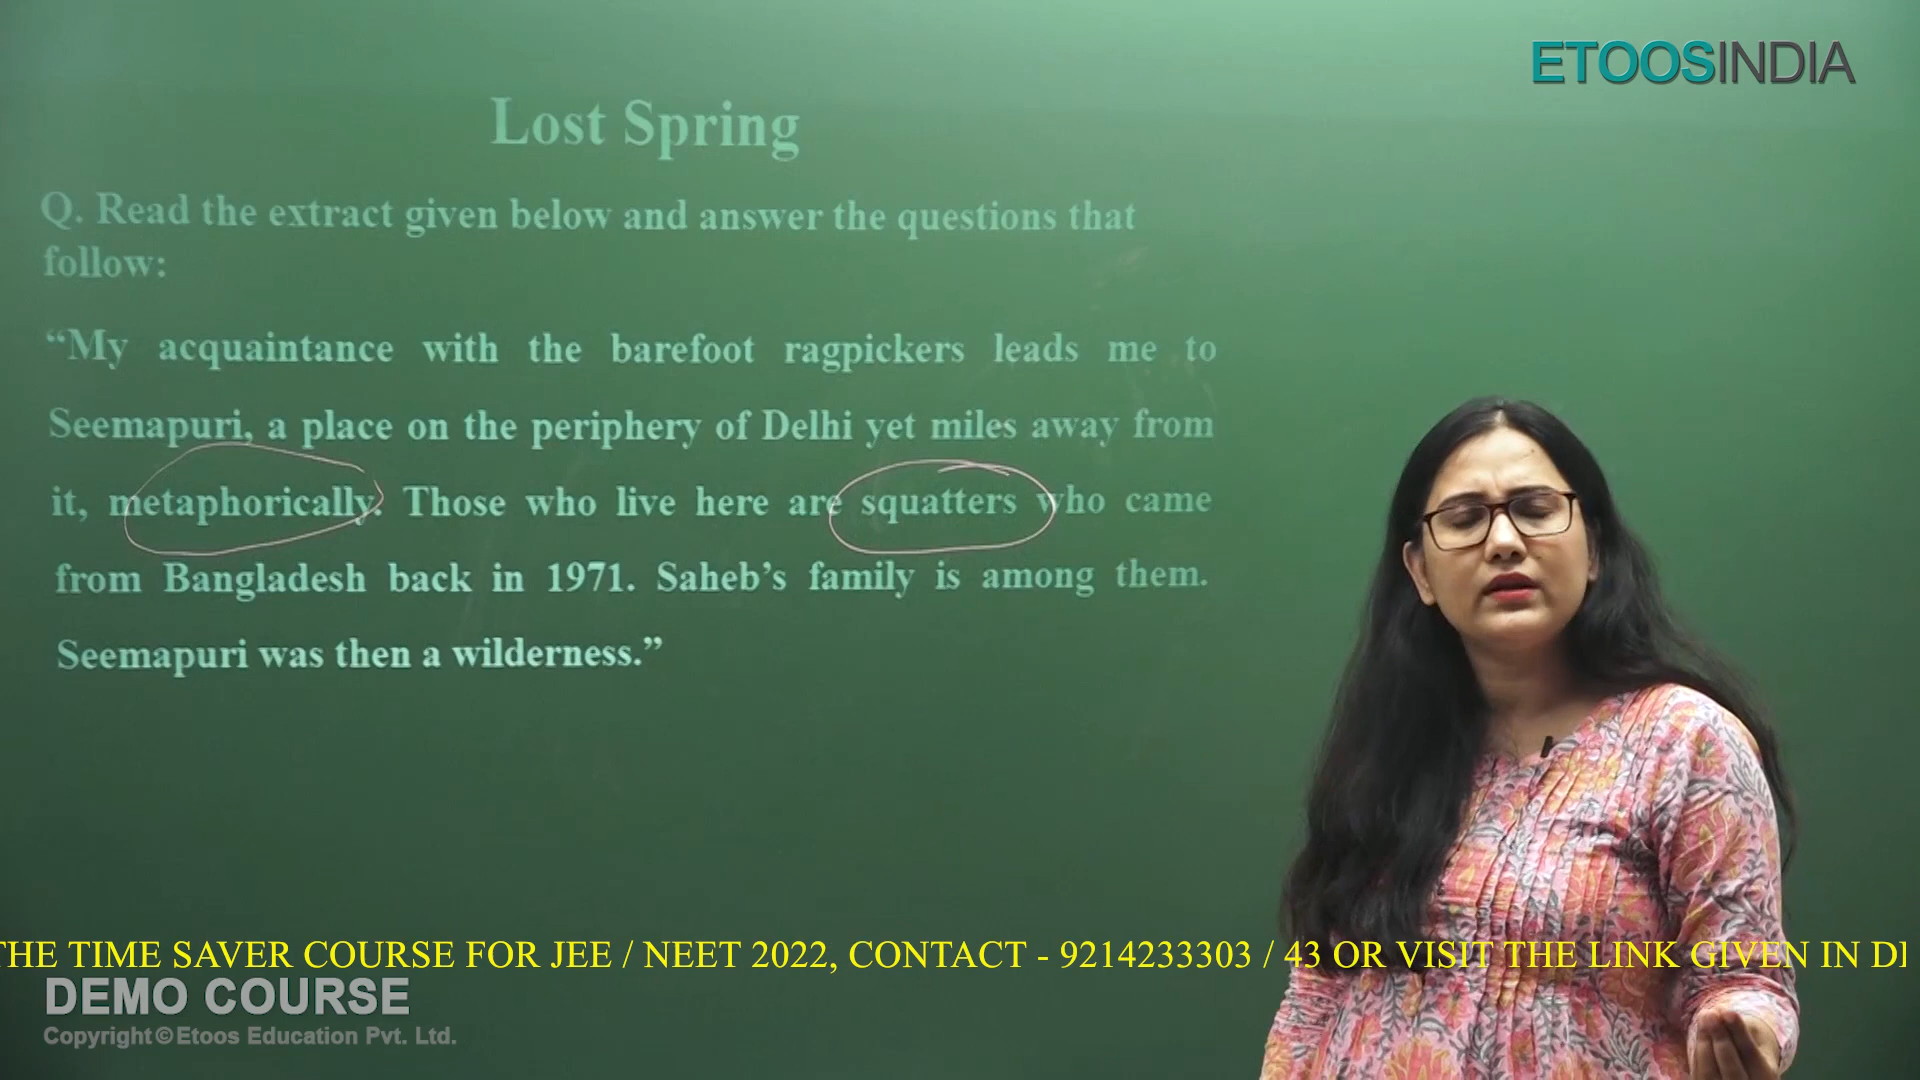 ETOOSINDIA
Lost Spring
Q. Read the extract given below and answer the questions that
follow:
“My acquaintance with the barefoot ragpickers leads me to
Seemapuri, a place on the periphery of Delhi yet miles away from
it, metaphorically. Those who live here are squatters who came
from Bangladesh back in 1971. Saheb’s family is among them.
Seemapuri was then a wilderness.”
THE TIME SAVER COURSE FOR JEE / NEET 2022, CONTACT - 9214233303 / 43 OR VISIT THE LINK GIVEN IN
DEMO COURSE
Copyright © Etoos Education Pvt. Ltd.